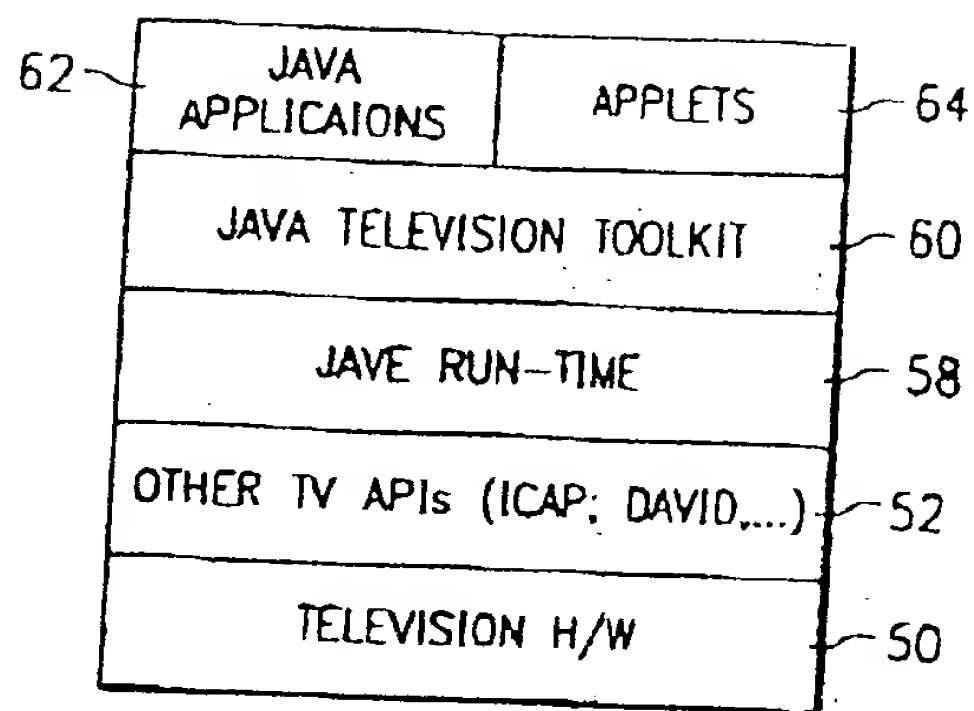 62
JAVA
APPLICAIONS
APPLETS
64
JAVA TELEVISION TOOLKIT
60
JAVE RUN-TIME
58
OTHER TV APIs (ICAP: DAVID,...)
52
TELEVISION H/W
50